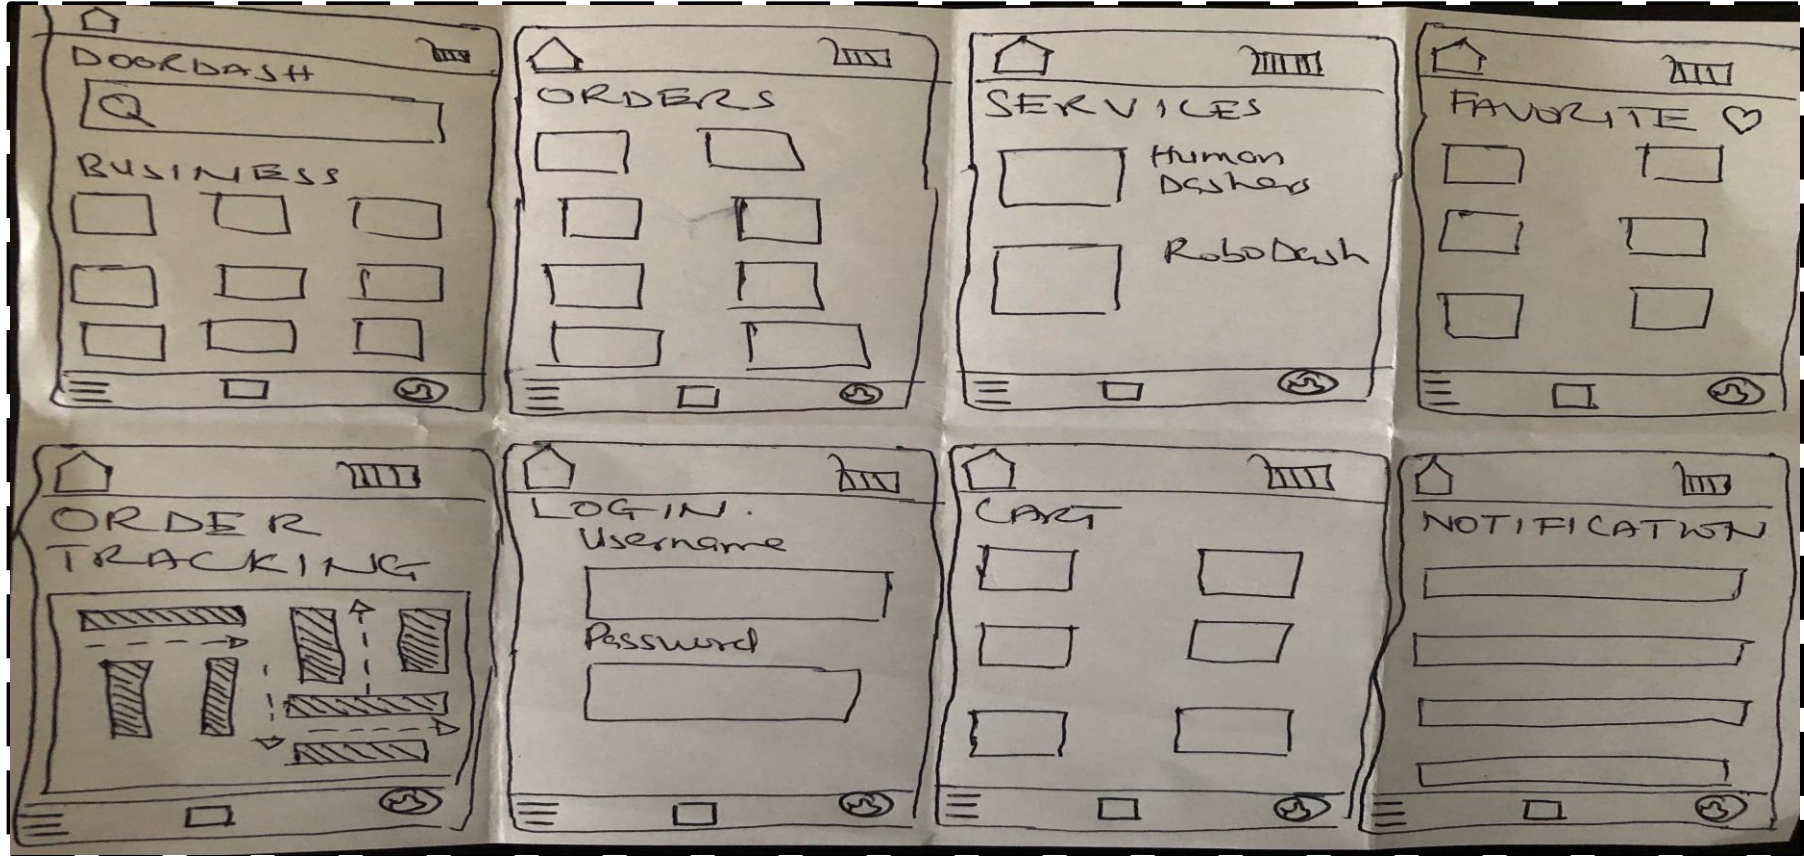 DOORDASH
BUSINESS
ORDERS
SERVICES
Human
Dashers
RoboDash
FAVORITE
ORDER
TRACKING
LOGIN.
Username
Password
CART
NOTIFICATION